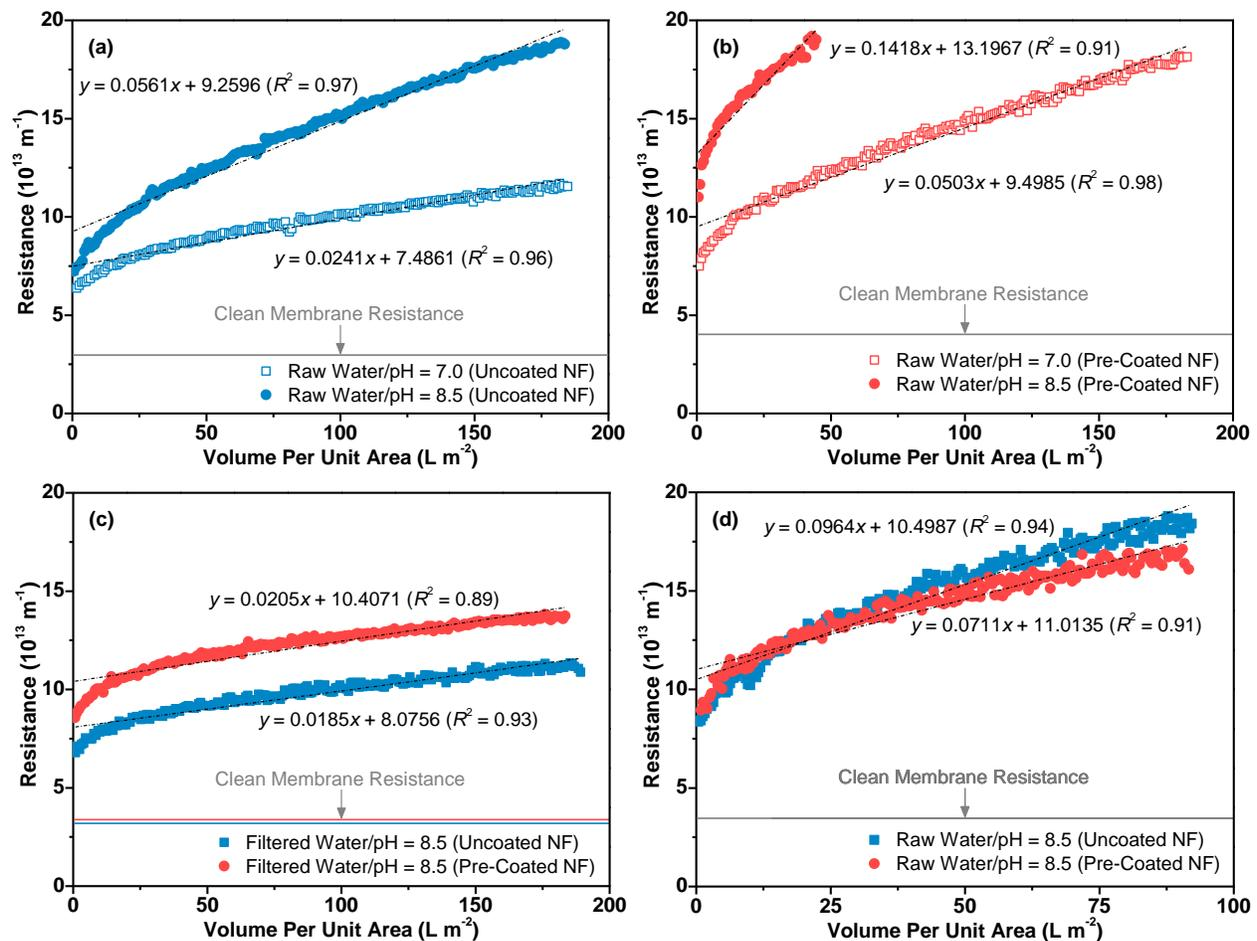 (a)
y = 0.0561x + 9.2596 (R² = 0.97)
y = 0.0241x + 7.4861 (R² = 0.96)
Clean Membrane Resistance
Raw Water/pH = 7.0 (Uncoated NF)
Raw Water/pH = 8.5 (Uncoated NF)
20
15
10
5
0
0 50 100 150 200
Resistance (10¹³ m⁻¹)
Volume Per Unit Area (L m⁻²)
(b)
y = 0.1418x + 13.1967 (R² = 0.91)
y = 0.0503x + 9.4985 (R² = 0.98)
Clean Membrane Resistance
Raw Water/pH = 7.0 (Pre-Coated NF)
Raw Water/pH = 8.5 (Pre-Coated NF)
20
15
10
5
0
0 50 100 150 200
Resistance (10¹³ m⁻¹)
Volume Per Unit Area (L m⁻²)
(c)
y = 0.0205x + 10.4071 (R² = 0.89)
y = 0.0185x + 8.0756 (R² = 0.93)
Clean Membrane Resistance
Filtered Water/pH = 8.5 (Uncoated NF)
Filtered Water/pH = 8.5 (Pre-Coated NF)
20
15
10
5
0
0 50 100 150 200
Resistance (10¹³ m⁻¹)
Volume Per Unit Area (L m⁻²)
(d)
y = 0.0964x + 10.4987 (R² = 0.94)
y = 0.0711x + 11.0135 (R² = 0.91)
Clean Membrane Resistance
Raw Water/pH = 8.5 (Uncoated NF)
Raw Water/pH = 8.5 (Pre-Coated NF)
20
15
10
5
0
0 25 50 75 100
Resistance (10¹³ m⁻¹)
Volume Per Unit Area (L m⁻²)